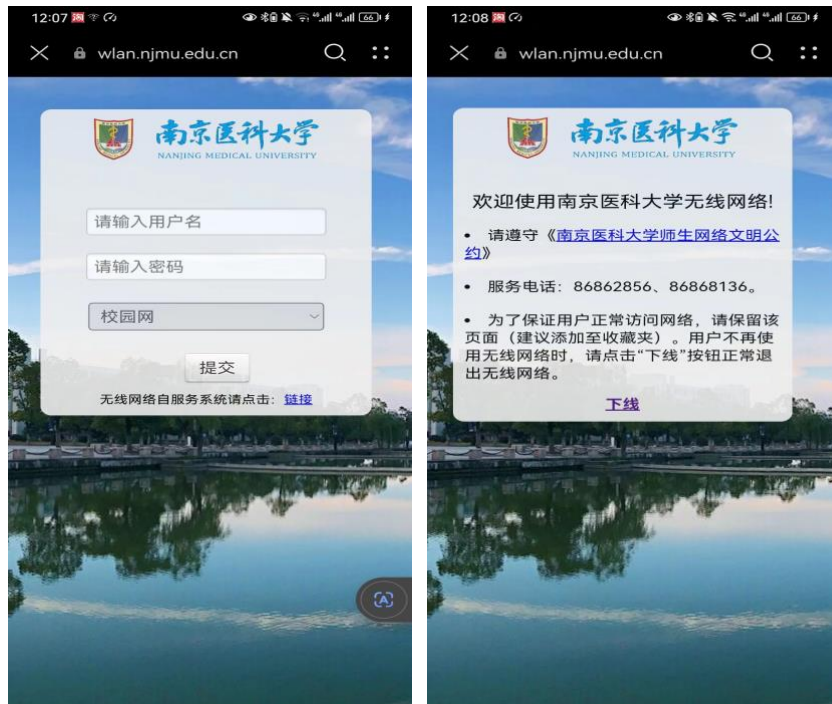 12:07
66
wlan.njmu.edu.cn
南京医科大学
NANJING MEDICAL UNIVERSITY
请输入用户名
请输入密码
校园网
提交
无线网络自服务系统请点击：链接
12:08
66
wlan.njmu.edu.cn
南京医科大学
NANJING MEDICAL UNIVERSITY
欢迎使用南京医科大学无线网络!
• 请遵守《南京医科大学师生网络文明公
约》
• 服务电话：86862856、86868136。
• 为了保证用户正常访问网络，请保留该
页面（建议添加至收藏夹）。用户不再使
用无线网络时，请点击“下线”按钮正常退
出无线网络。
下线